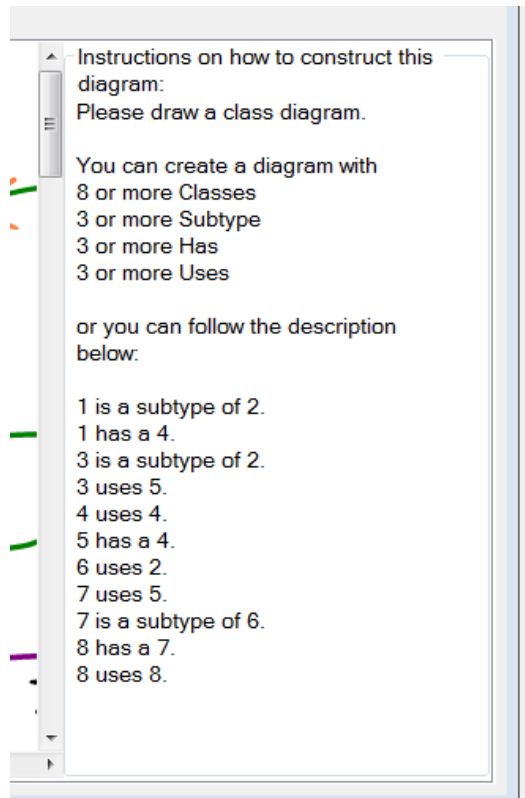 Instructions on how to construct this
diagram:
Please draw a class diagram.
You can create a diagram with
8 or more Classes
3 or more Subtype
3 or more Has
3 or more Uses
or you can follow the description
below:
1 is a subtype of 2.
1 has a 4.
3 is a subtype of 2.
3 uses 5.
4 uses 4.
5 has a 4.
6 uses 2.
7 uses 5.
7 is a subtype of 6.
8 has a 7.
8 uses 8.